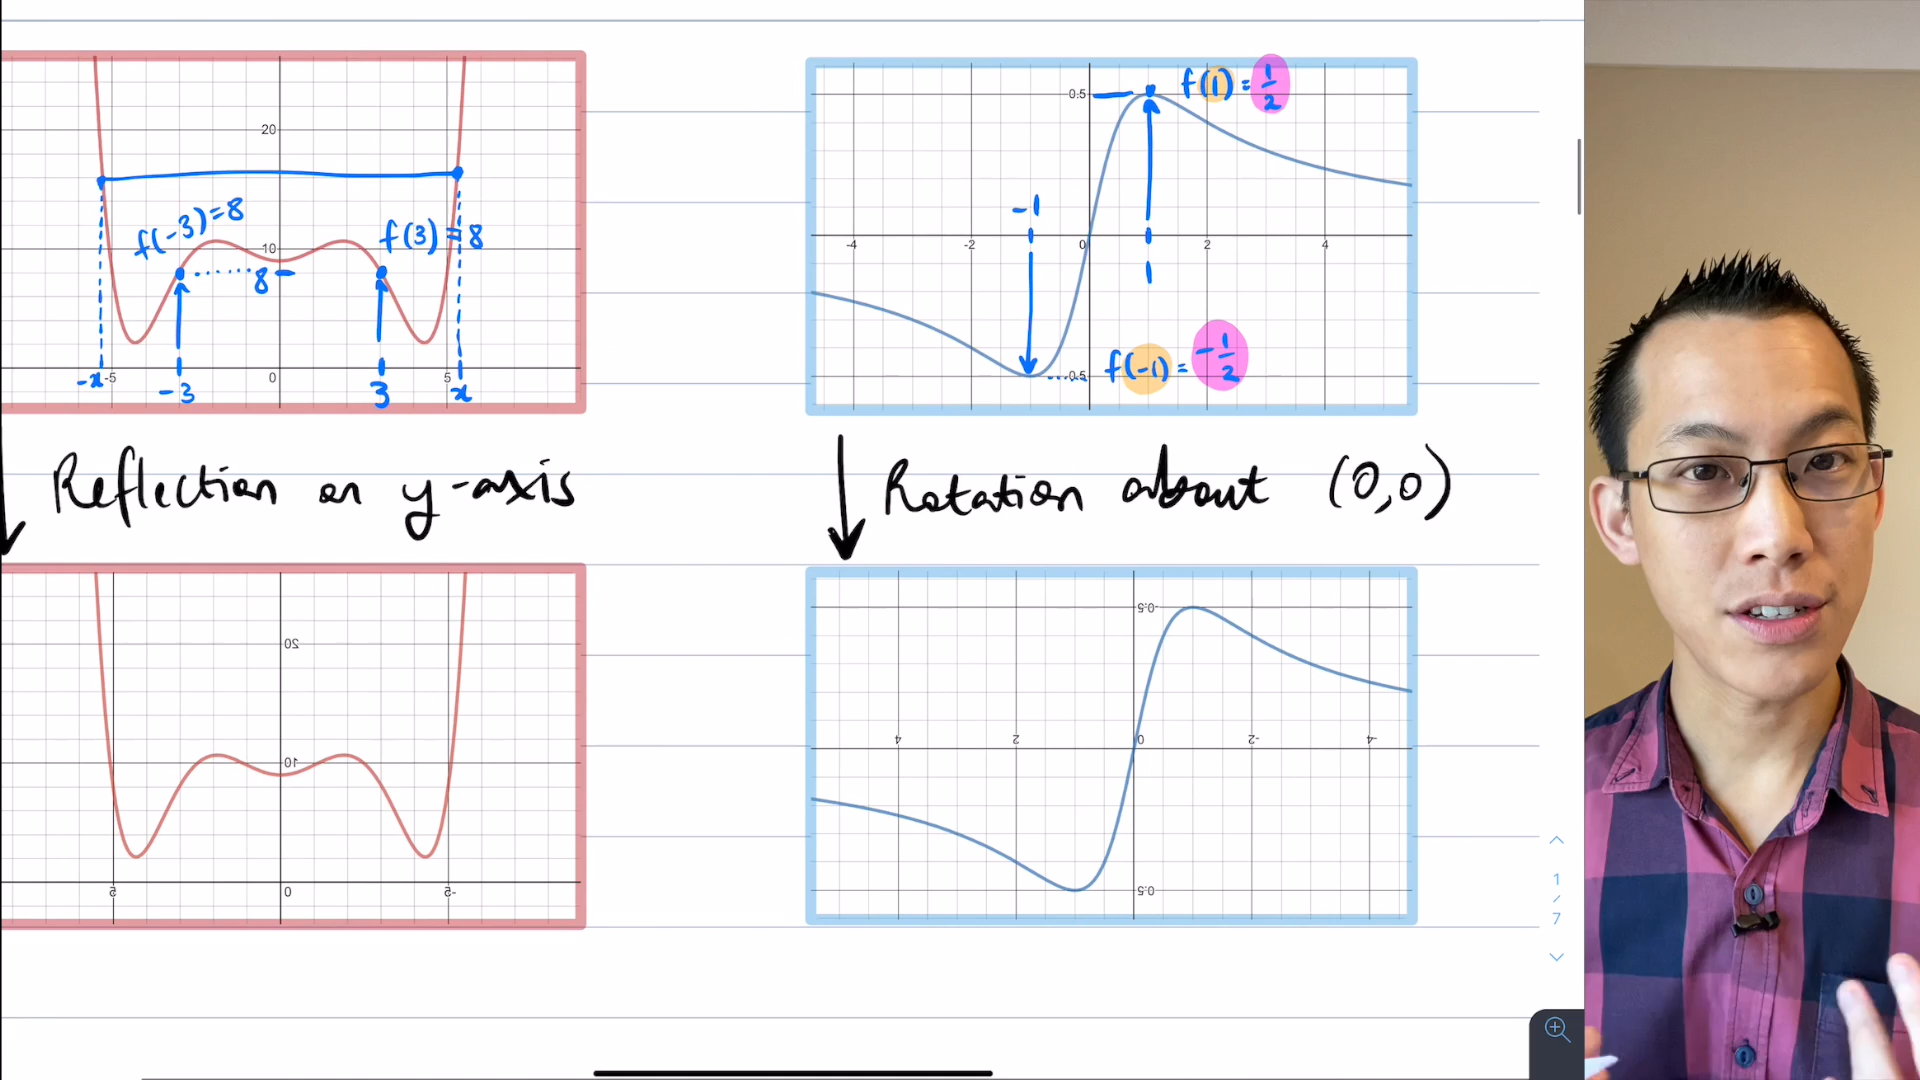 20
f(-3)=8
f(3)=8
10
8
-x -5 -3 0 3 5 x
f(1) = 1/2
0.5
-1
-4 -2 0 2 4
-0.5
f(-1) = -1/2
Reflection on y-axis
Rotation about (0,0)
20
10
5 0 -5
-0.5
4 2 0 -2 -4
0.5
1
/
7